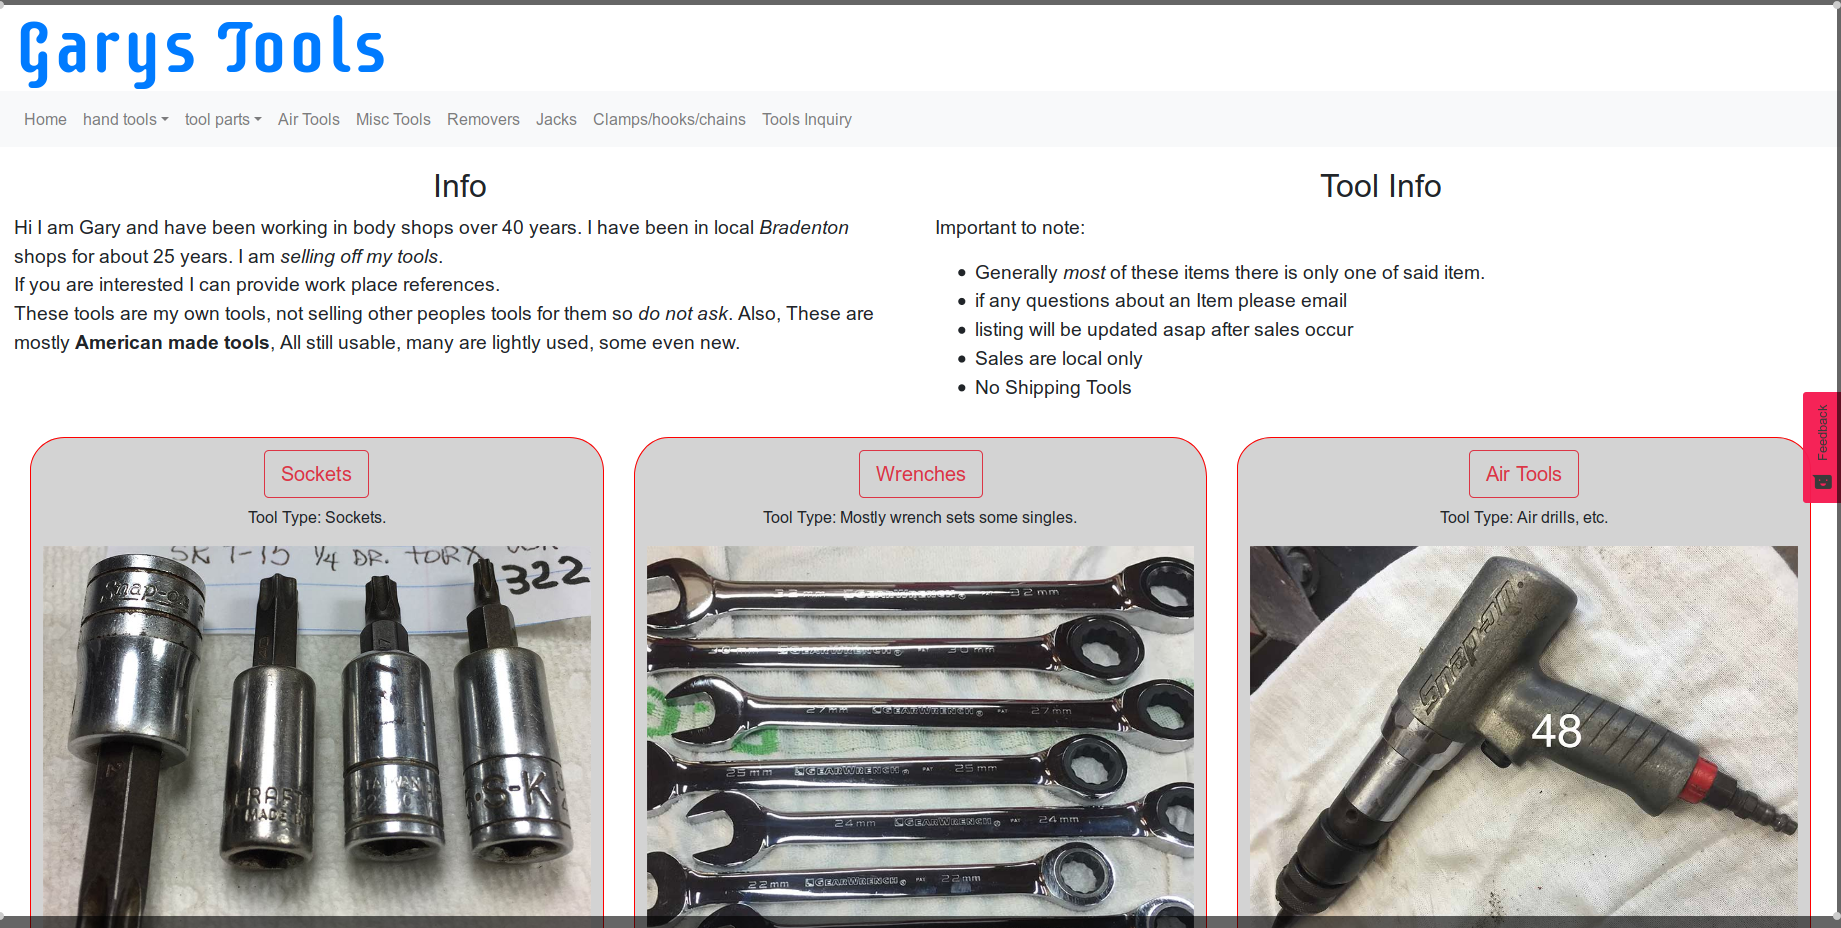 Garys Tools
Home hand tools tool parts Air Tools Misc Tools Removers Jacks Clamps/hooks/chains Tools Inquiry
Info
Hi I am Gary and have been working in body shops over 40 years. I have been in local Bradenton
shops for about 25 years. I am selling off my tools.
If you are interested I can provide work place references.
These tools are my own tools, not selling other peoples tools for them so do not ask. Also, These are
mostly American made tools, All still usable, many are lightly used, some even new.
Tool Info
Important to note:
Generally most of these items there is only one of said item.
if any questions about an Item please email
listing will be updated asap after sales occur
Sales are local only
No Shipping Tools
Feedback
Sockets
Tool Type: Sockets.
SK T-15 1/4 DR. TORX
322
Snap-on
S-K
Wrenches
Tool Type: Mostly wrench sets some singles.
32mm GEARWRENCH 32mm
30mm GEARWRENCH PAT 30mm
27mm GEARWRENCH PAT 27mm
25mm GEARWRENCH PAT 25mm
24mm GEARWRENCH PAT 24mm
22mm GEARWRENCH PAT 22mm
Air Tools
Tool Type: Air drills, etc.
Snap-on
48